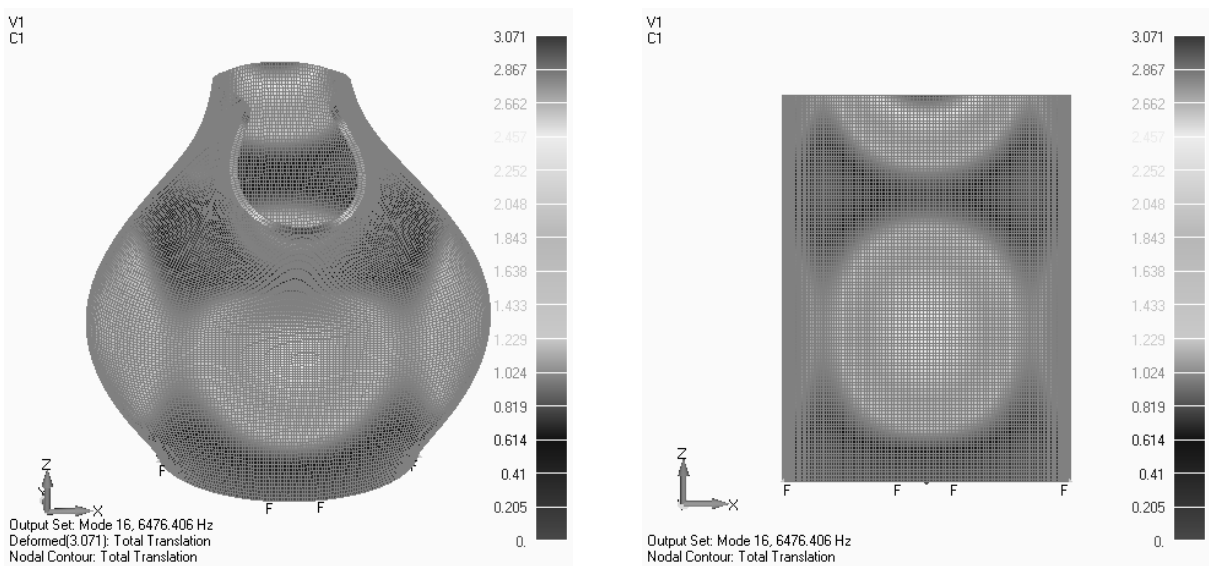 V1
C1
3.071
2.867
2.662
2.457
2.252
2.048
1.843
1.638
1.433
1.229
1.024
0.819
0.614
0.41
0.205
0.
Z
Y
X
F
F
F
F
Output Set: Mode 16, 6476.406 Hz
Deformed(3.071): Total Translation
Nodal Contour: Total Translation
V1
C1
3.071
2.867
2.662
2.457
2.252
2.048
1.843
1.638
1.433
1.229
1.024
0.819
0.614
0.41
0.205
0.
Z
X
F
F
F
F
Output Set: Mode 16, 6476.406 Hz
Nodal Contour: Total Translation